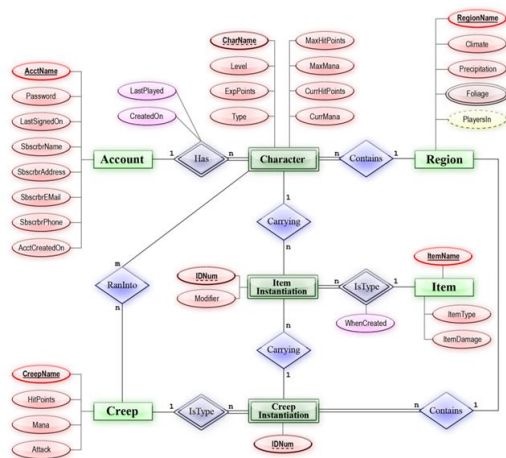 RegionName
CharName
MaxHitPoints
Climate
AcctName
Level
MaxMana
Precipitation
Password
LastPlayed
ExpPoints
CurrHitPoints
Foliage
LastSignedOn
CreatedOn
Type
CurrMana
PlayersIn
SbscrbrName
Account
1
Has
n
Character
n
Contains
1
Region
SbscrbrAddress
SbscrbrEMail
1
SbscrbrPhone
Carrying
AcctCreatedOn
m
n
ItemName
RanInto
IDNum
Modifier
Item
Instantiation
n
IsType
1
Item
WhenCreated
ItemType
n
ItemDamage
Carrying
CreepName
n
1
1
HitPoints
Creep
1
IsType
n
Creep
Instantiation
n
Contains
Mana
Attack
IDNum